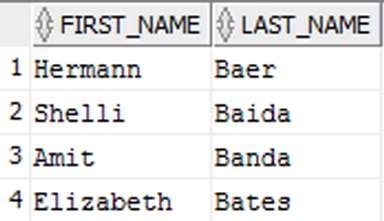 FIRST_NAME LAST_NAME
1 Hermann Baer
2 Shelli Baida
3 Amit Banda
4 Elizabeth Bates